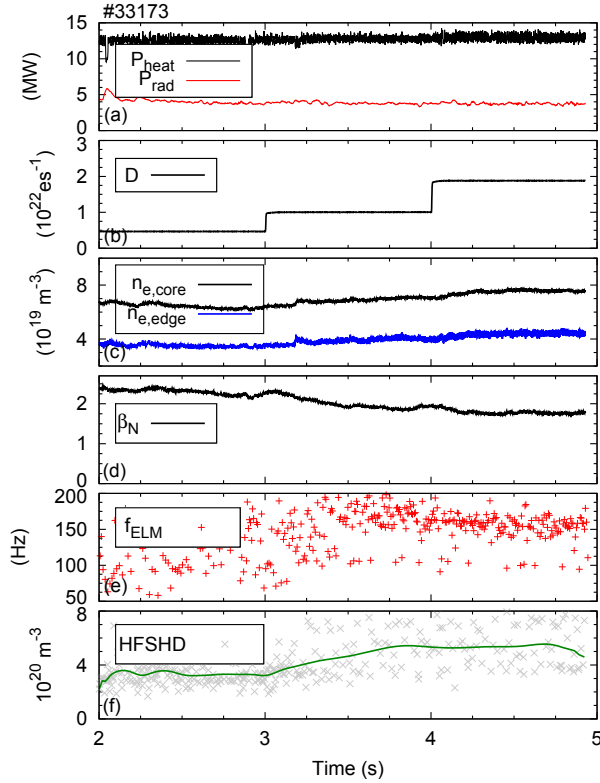 #33173
15
10
5
0
(MW)
P_heat
P_rad
(a)
3
2
1
0
(10^22 es^-1)
D
(b)
8
4
0
(10^19 m^-3)
n_e,core
n_e,edge
(c)
2
1
0
β_N
(d)
200
150
100
50
(Hz)
f_ELM
(e)
8
4
0
10^20 m^-3
HFSHD
(f)
2 3 4 5
Time (s)